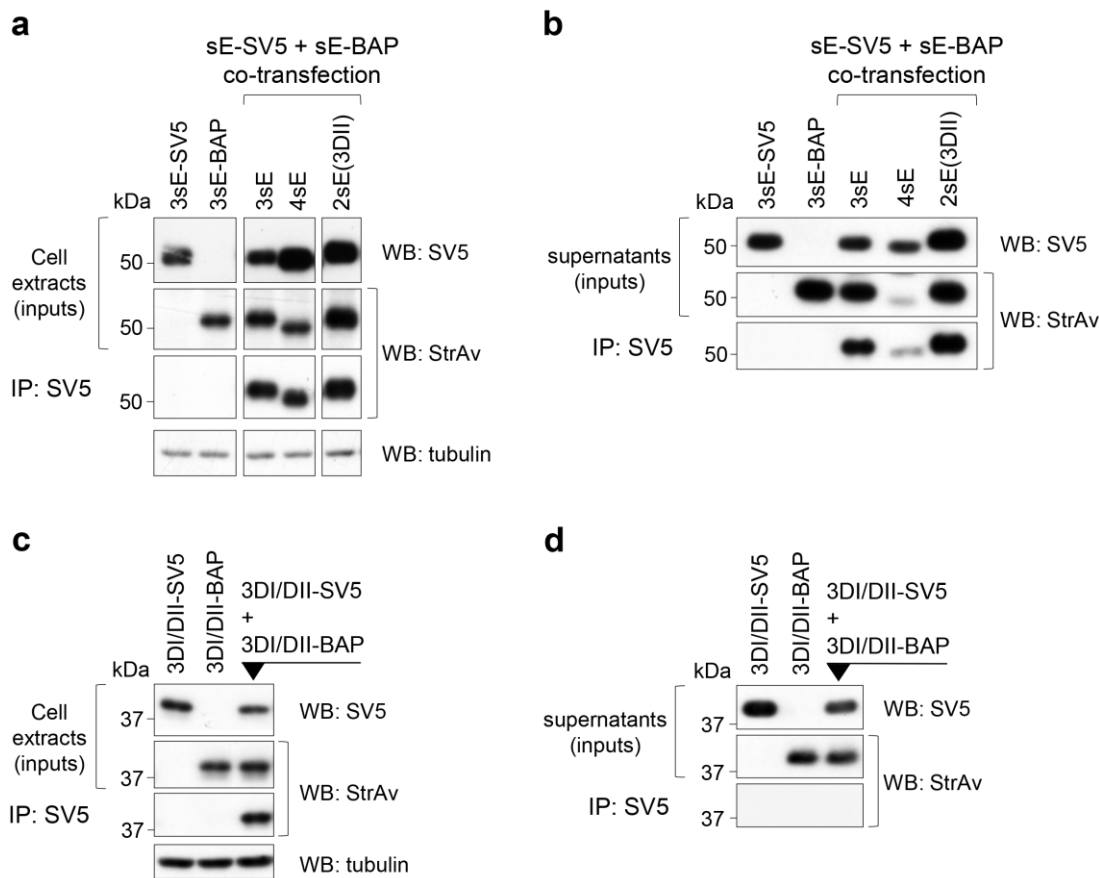 a
sE-SV5 + sE-BAP
co-transfection
3sE-SV5
3sE-BAP
3sE
4sE
2sE(3DII)
kDa
Cell
extracts
(inputs)
50
WB: SV5
50
WB: StrAv
IP: SV5
50
WB: tubulin
b
sE-SV5 + sE-BAP
co-transfection
3sE-SV5
3sE-BAP
3sE
4sE
2sE(3DII)
kDa
supernatants
(inputs)
50
WB: SV5
50
WB: StrAv
IP: SV5
50
c
3DI/DII-SV5
3DI/DII-BAP
3DI/DII-SV5
+
3DI/DII-BAP
kDa
Cell
extracts
(inputs)
37
WB: SV5
37
WB: StrAv
IP: SV5
37
WB: tubulin
d
3DI/DII-SV5
3DI/DII-BAP
3DI/DII-SV5
+
3DI/DII-BAP
kDa
supernatants
(inputs)
37
WB: SV5
37
WB: StrAv
IP: SV5
37